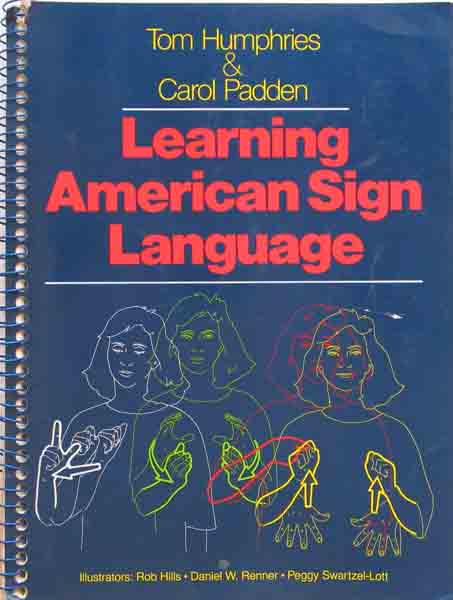 Tom Humphries
&
Carol Padden
Learning
American Sign
Language
Illustrators: Rob Hills • Daniel W. Renner • Peggy Swartzel-Lott